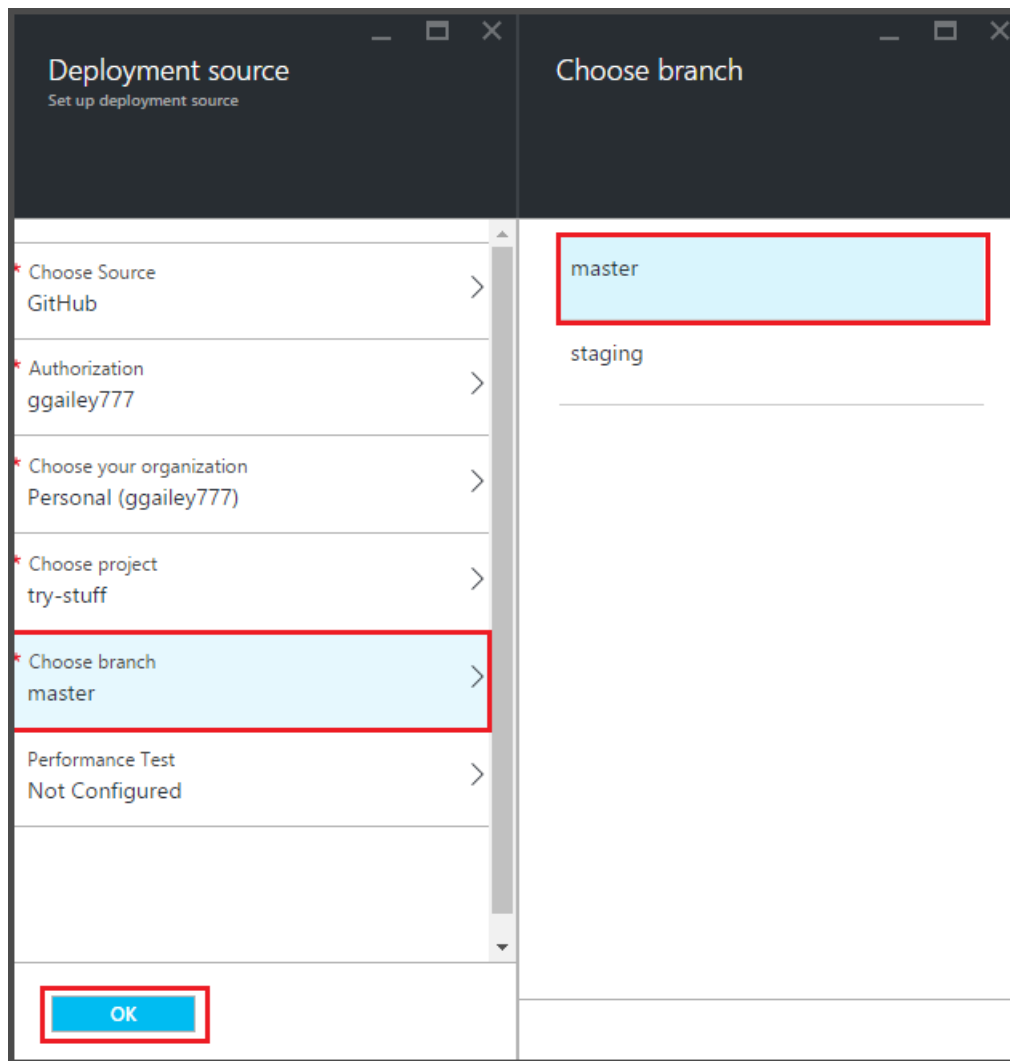 Deployment source
Set up deployment source
* Choose Source
GitHub
* Authorization
ggailey777
* Choose your organization
Personal (ggailey777)
* Choose project
try-stuff
* Choose branch
master
Performance Test
Not Configured
OK
Choose branch
master
staging